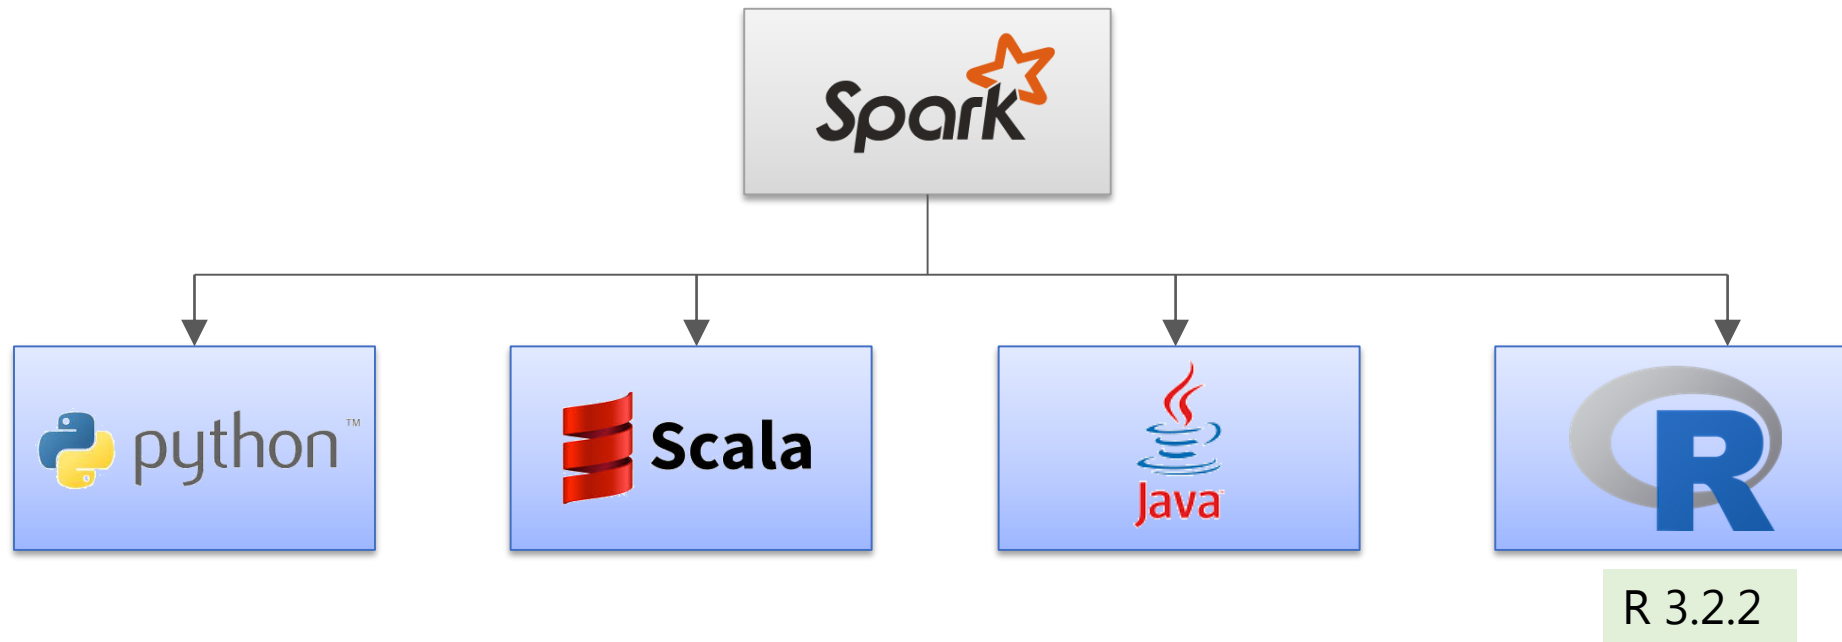 Spark
python™
Scala
Java
R
R 3.2.2